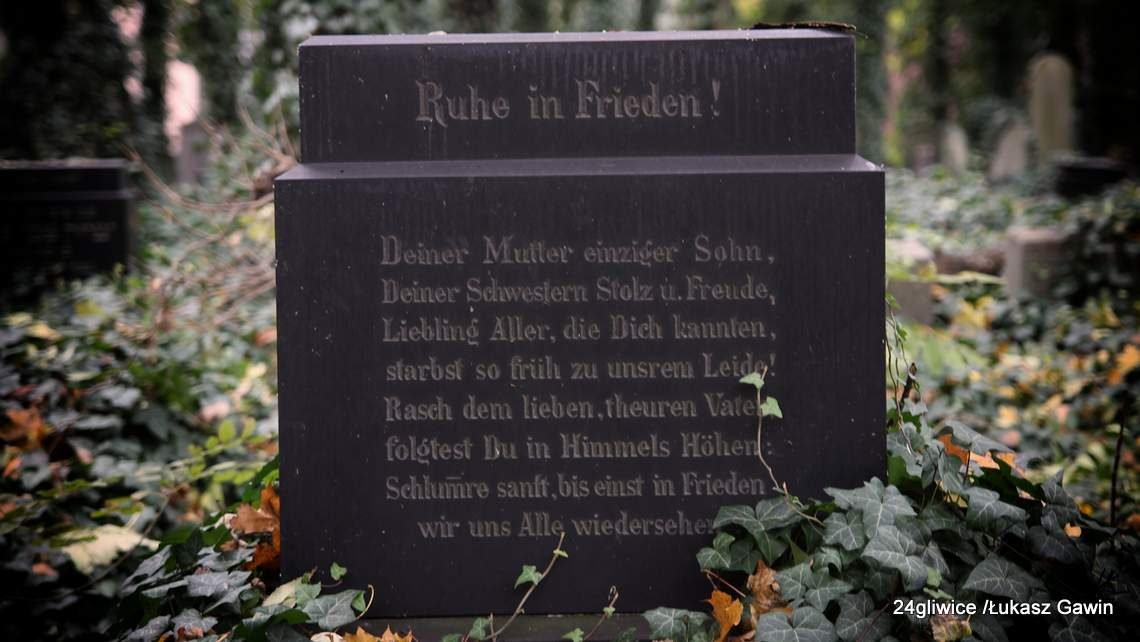 Ruhe in Frieden!
Deiner Mutter einziger Sohn,
Deiner Schwestern Stolz u. Freude,
Liebling Aller, die Dich kannten,
starbst so früh zu unsrem Leide!
Rasch dem lieben, theuren Vater
folgtest Du in Himmels Höhen:
Schlum̅re sanft, bis einst in Frieden
wir uns Alle wiedersehen
24gliwice /Łukasz Gawin